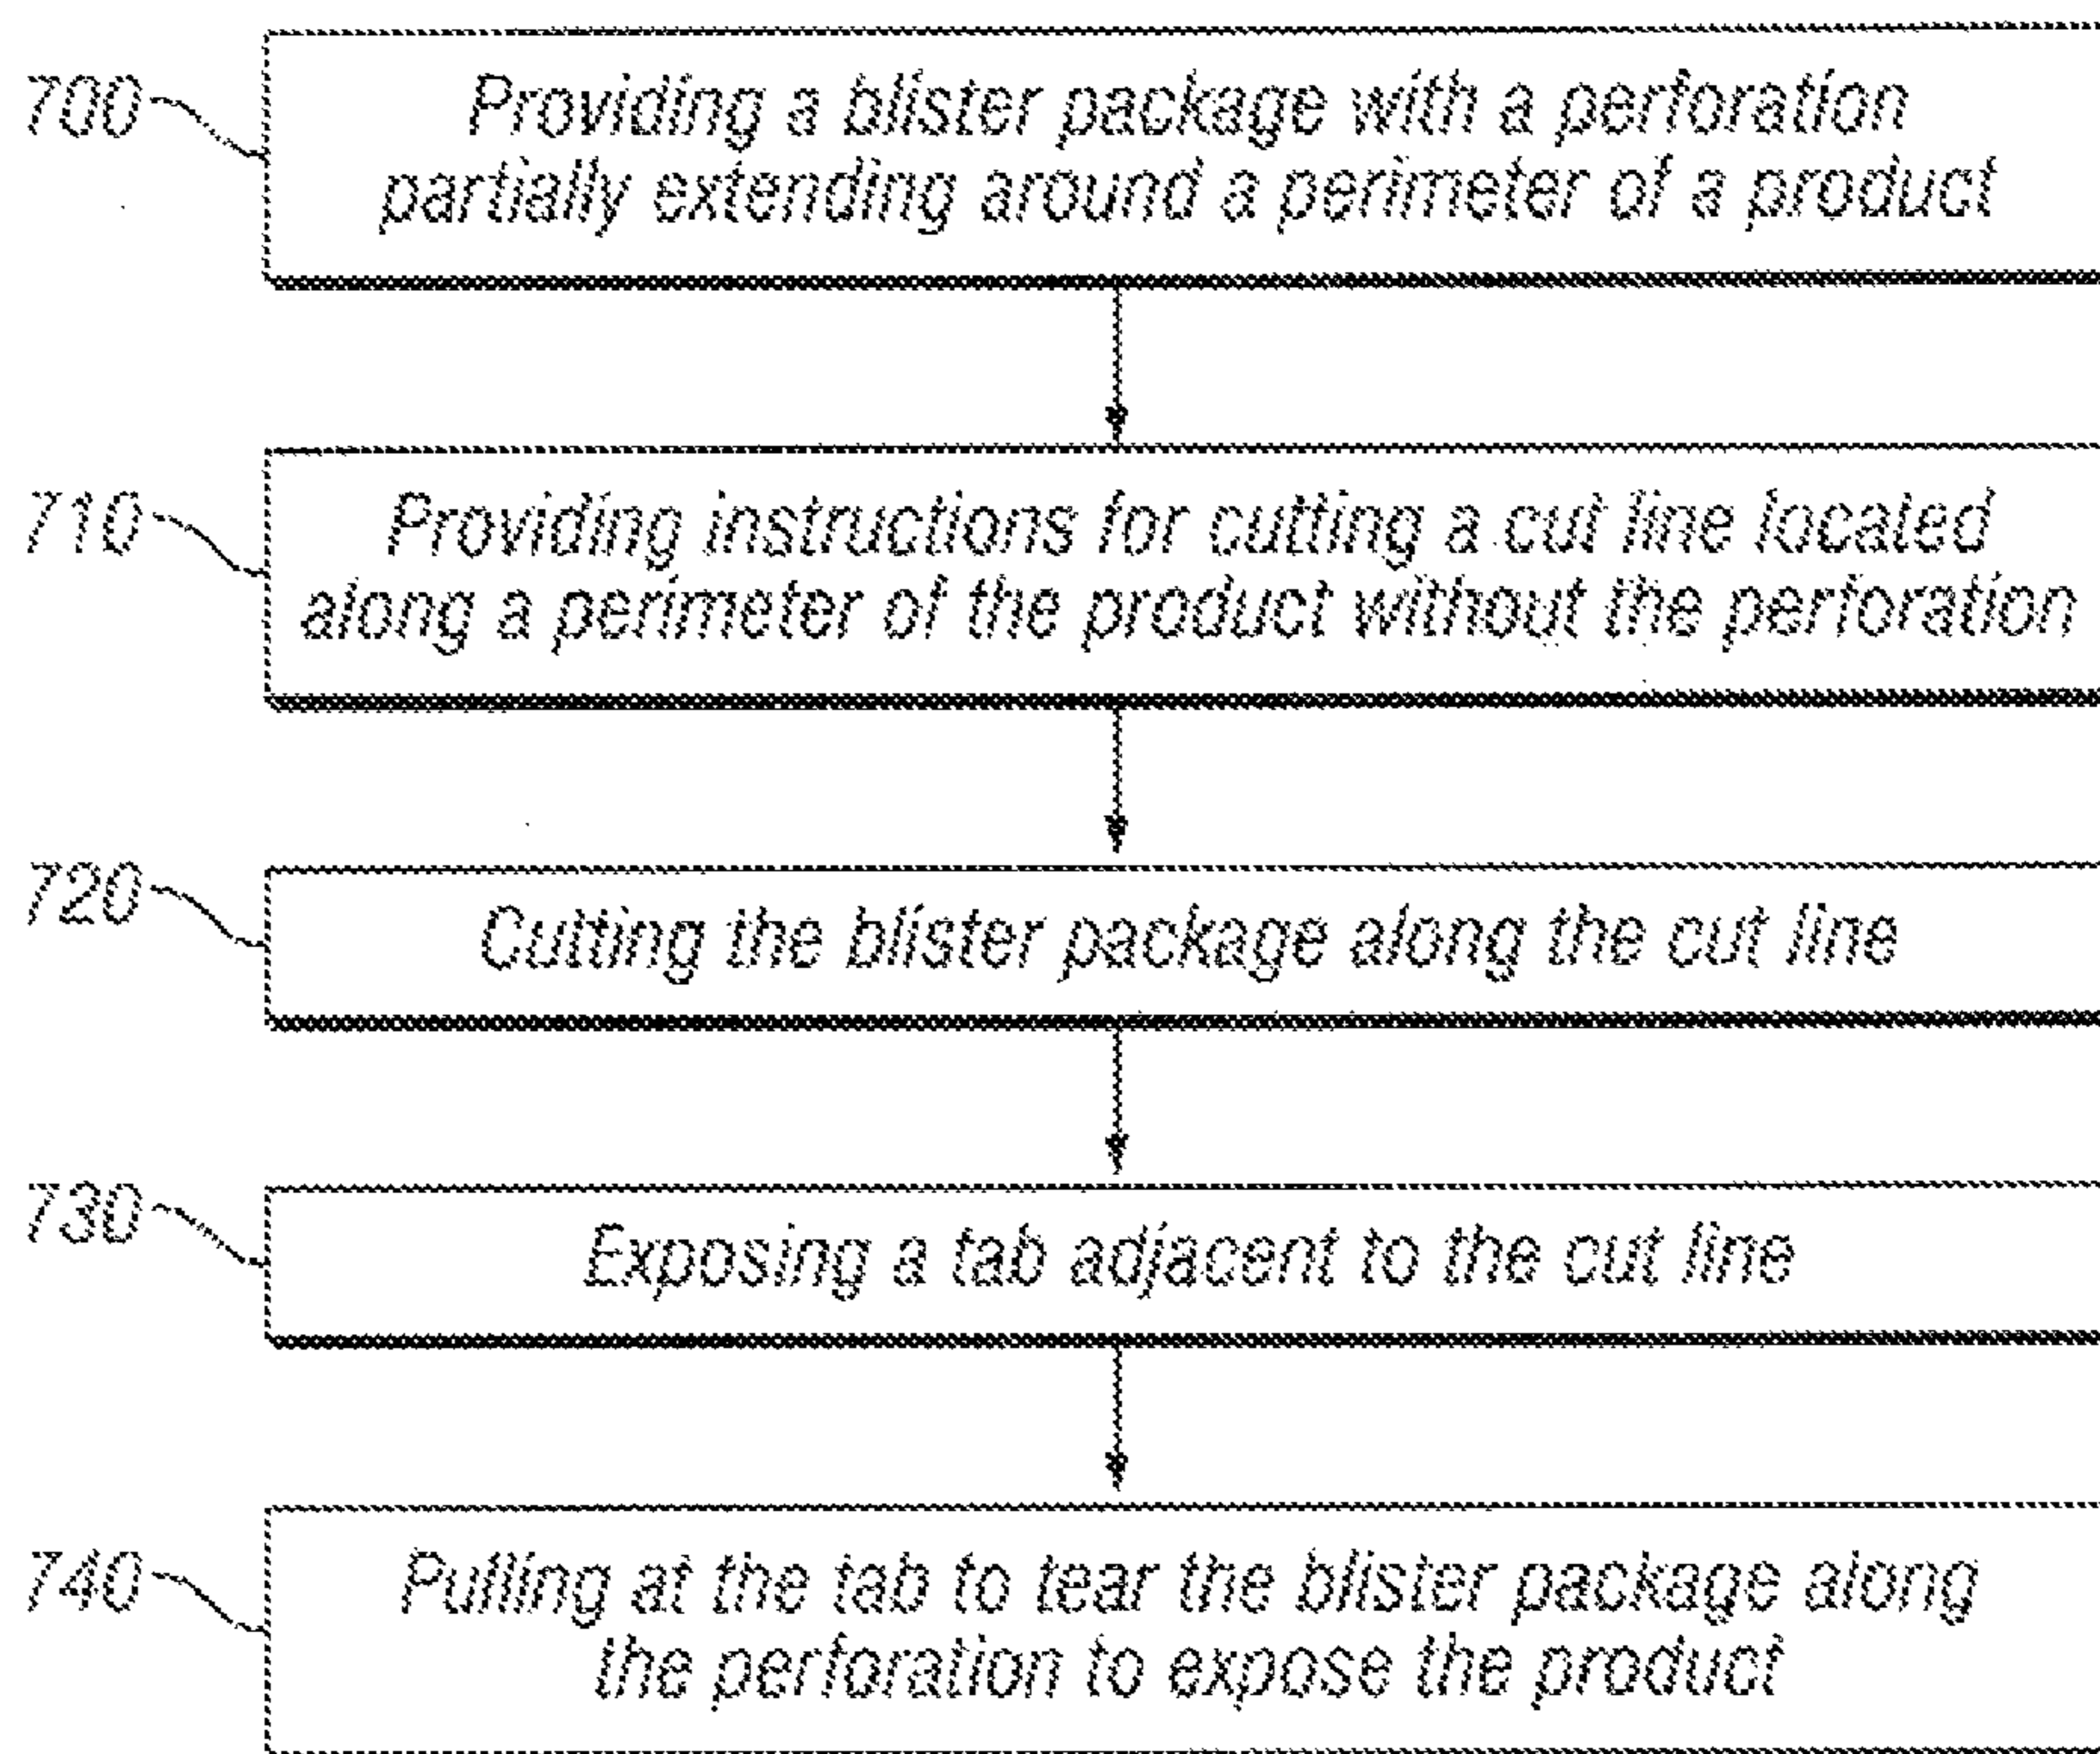 700
Providing a blister package with a perforation
partially extending around a perimeter of a product
710
Providing instructions for cutting a cut line located
along a perimeter of the product without the perforation
720
Cutting the blister package along the cut line
730
Exposing a tab adjacent to the cut line
740
Pulling at the tab to tear the blister package along
the perforation to expose the product